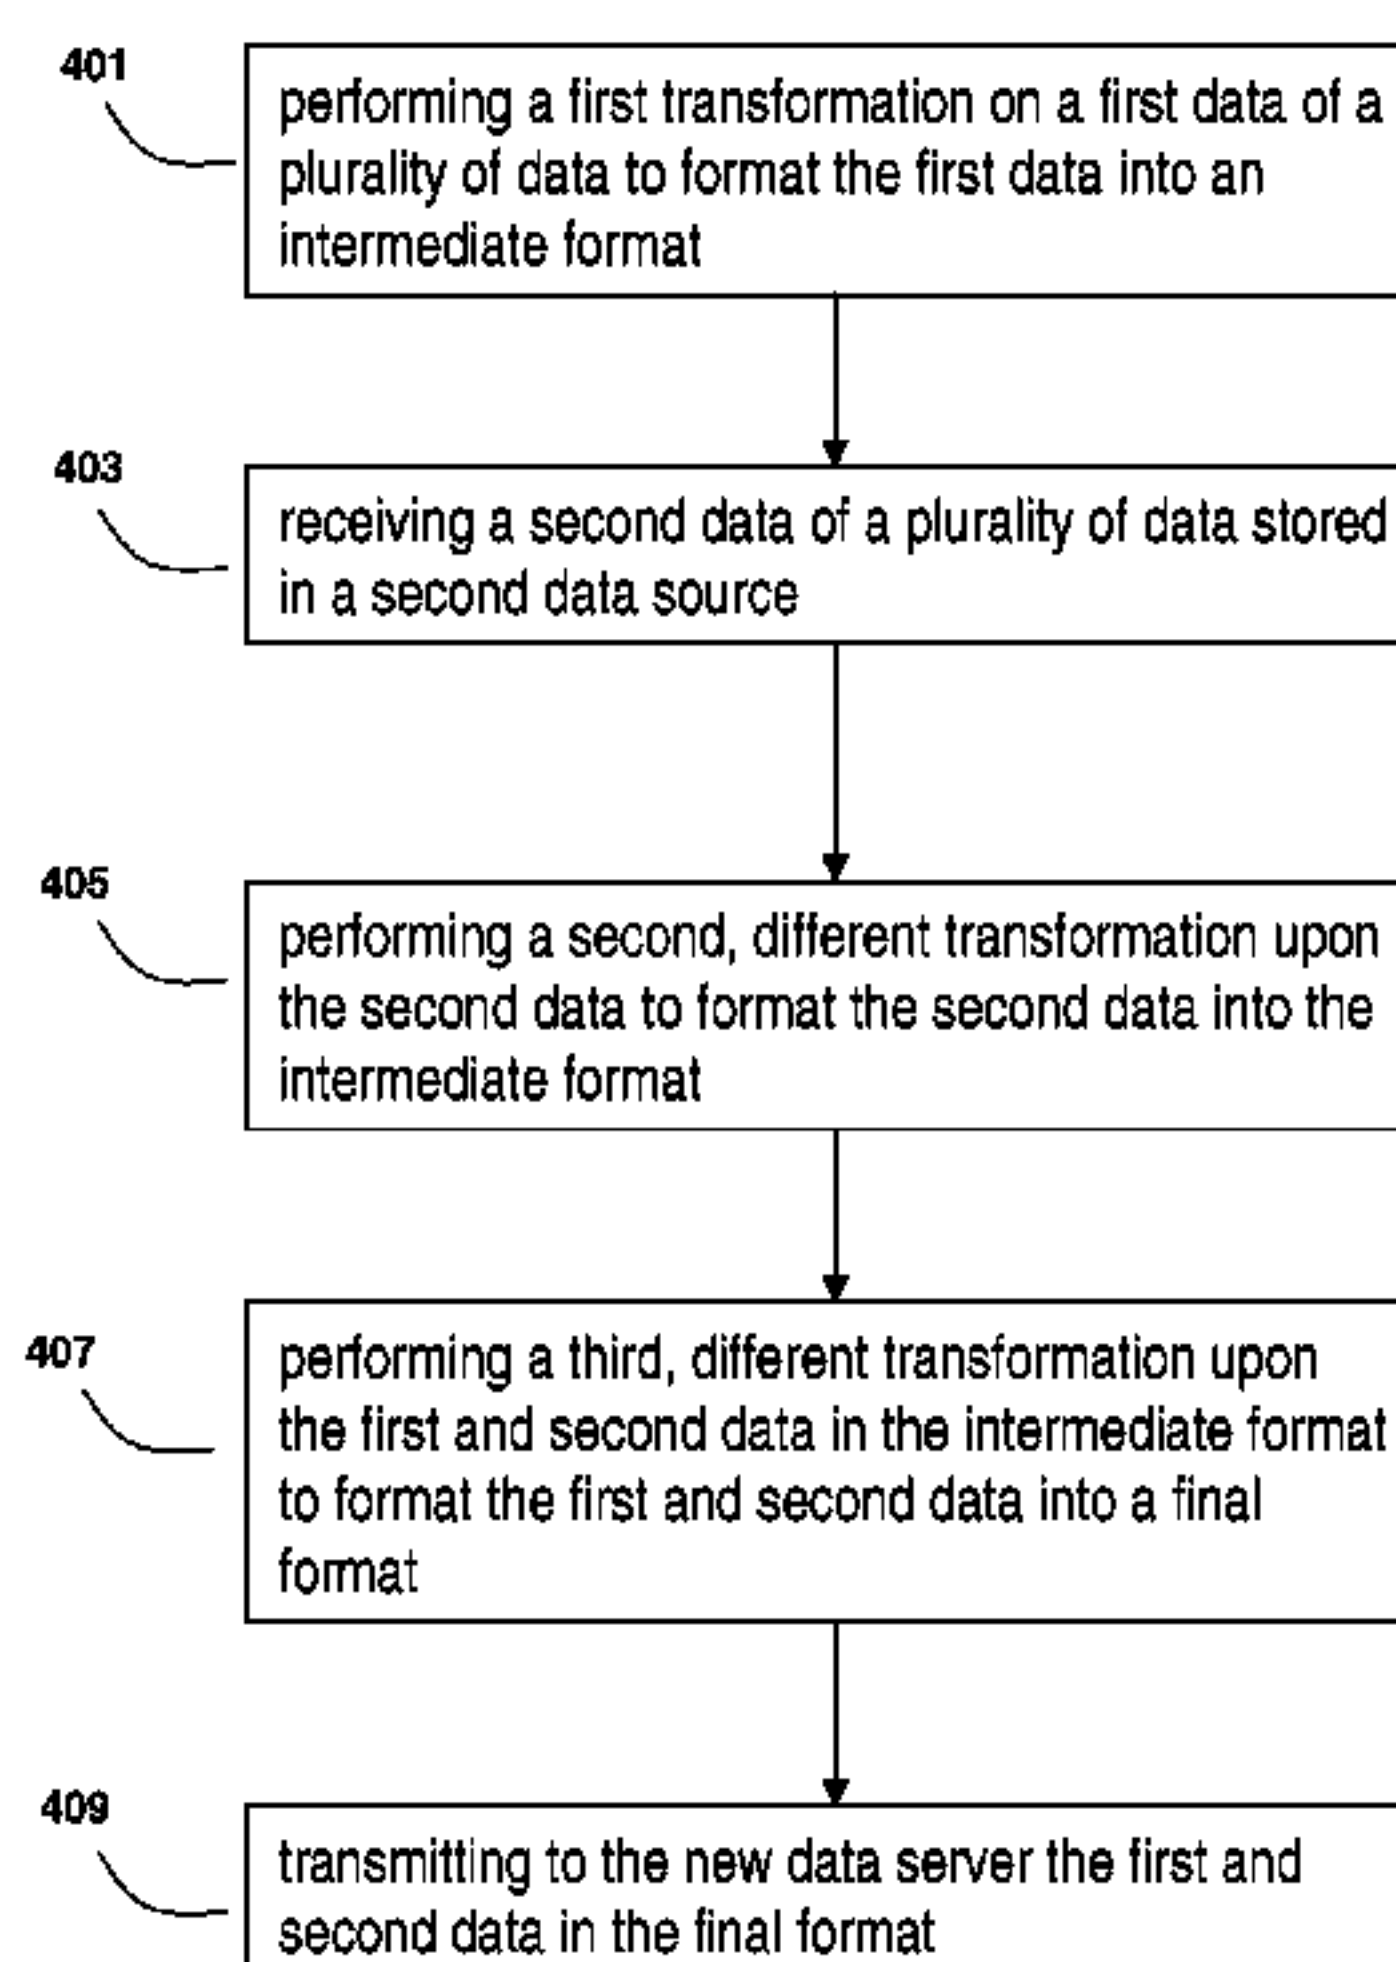 401
performing a first transformation on a first data of a
plurality of data to format the first data into an
intermediate format
403
receiving a second data of a plurality of data stored
in a second data source
405
performing a second, different transformation upon
the second data to format the second data into the
intermediate format
407
performing a third, different transformation upon
the first and second data in the intermediate format
to format the first and second data into a final
format
409
transmitting to the new data server the first and
second data in the final format